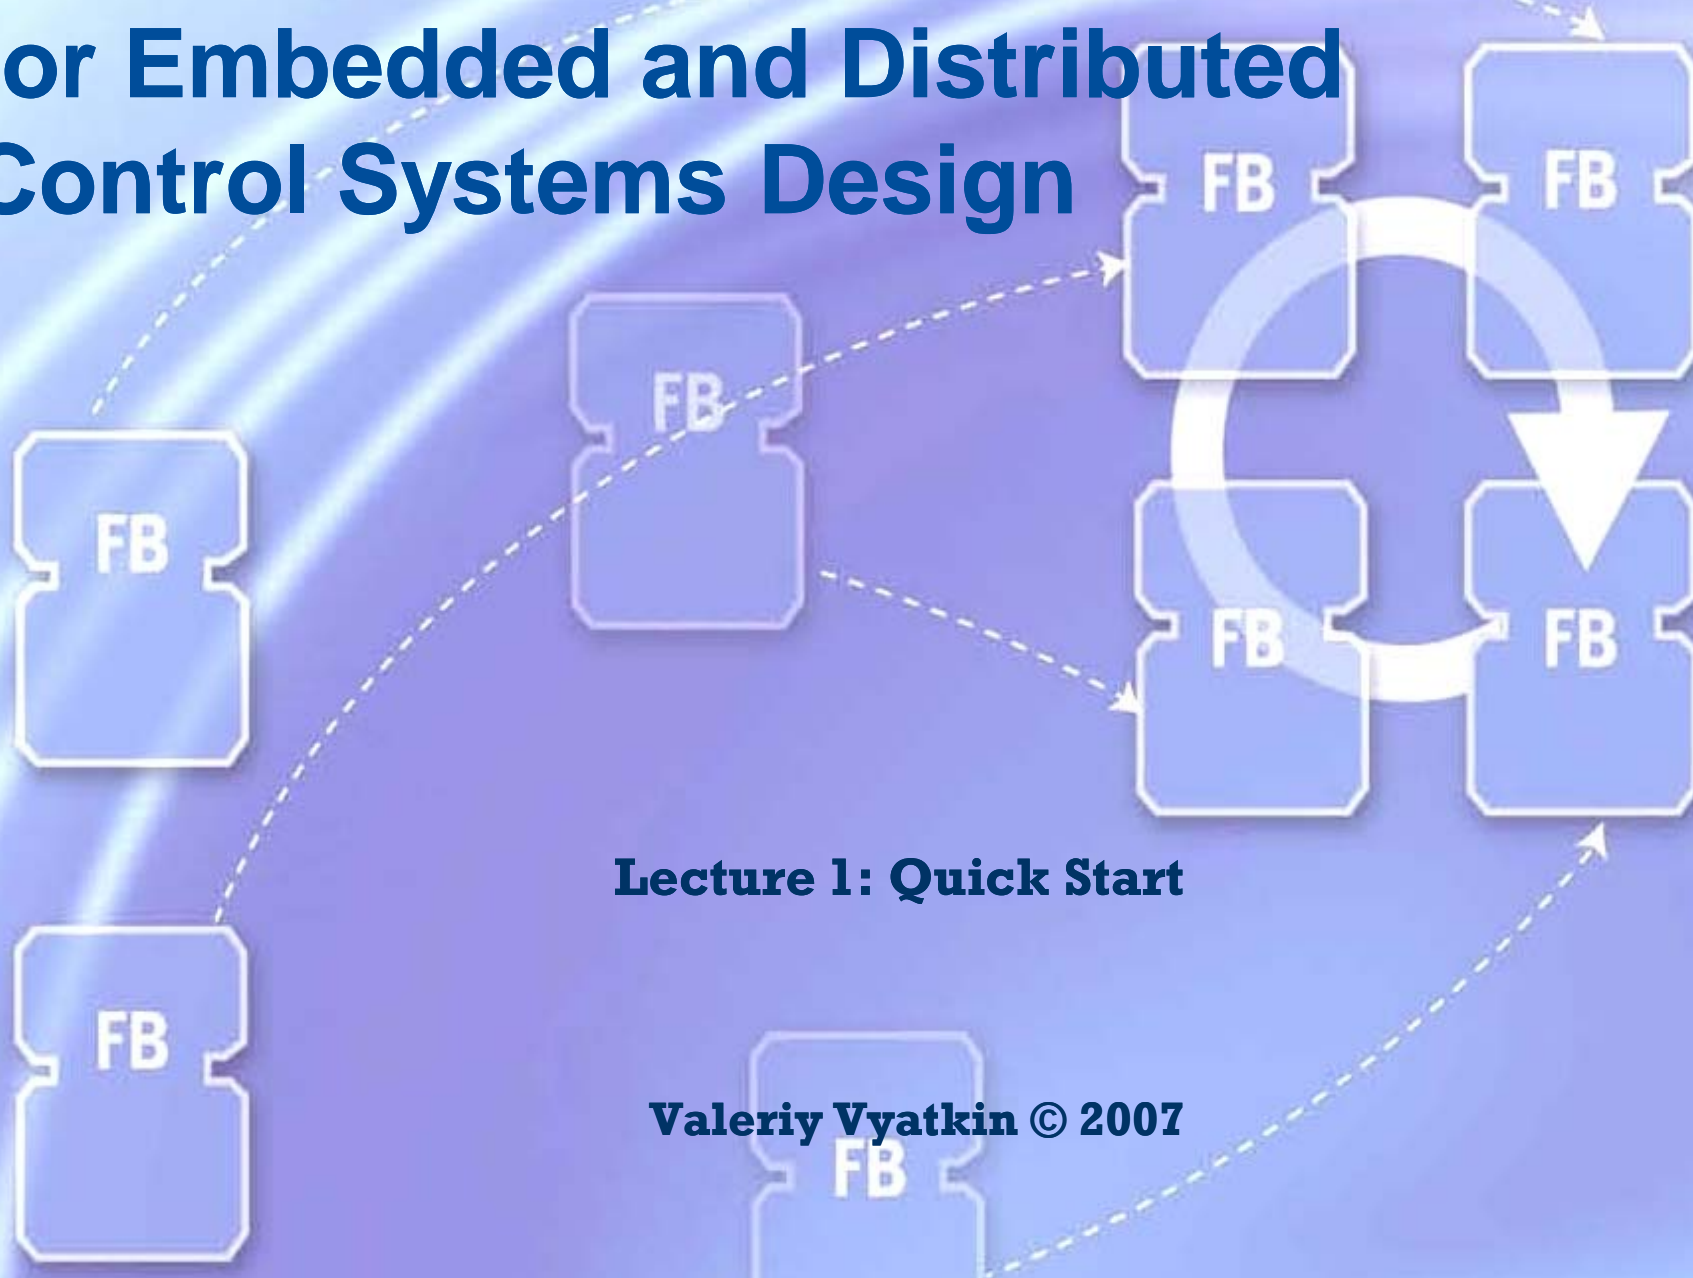 or Embedded and Distributed
Control Systems Design
FB
FB
FB
FB
FB
FB
Lecture 1: Quick Start
FB
Valeriy Vyatkin © 2007
FB